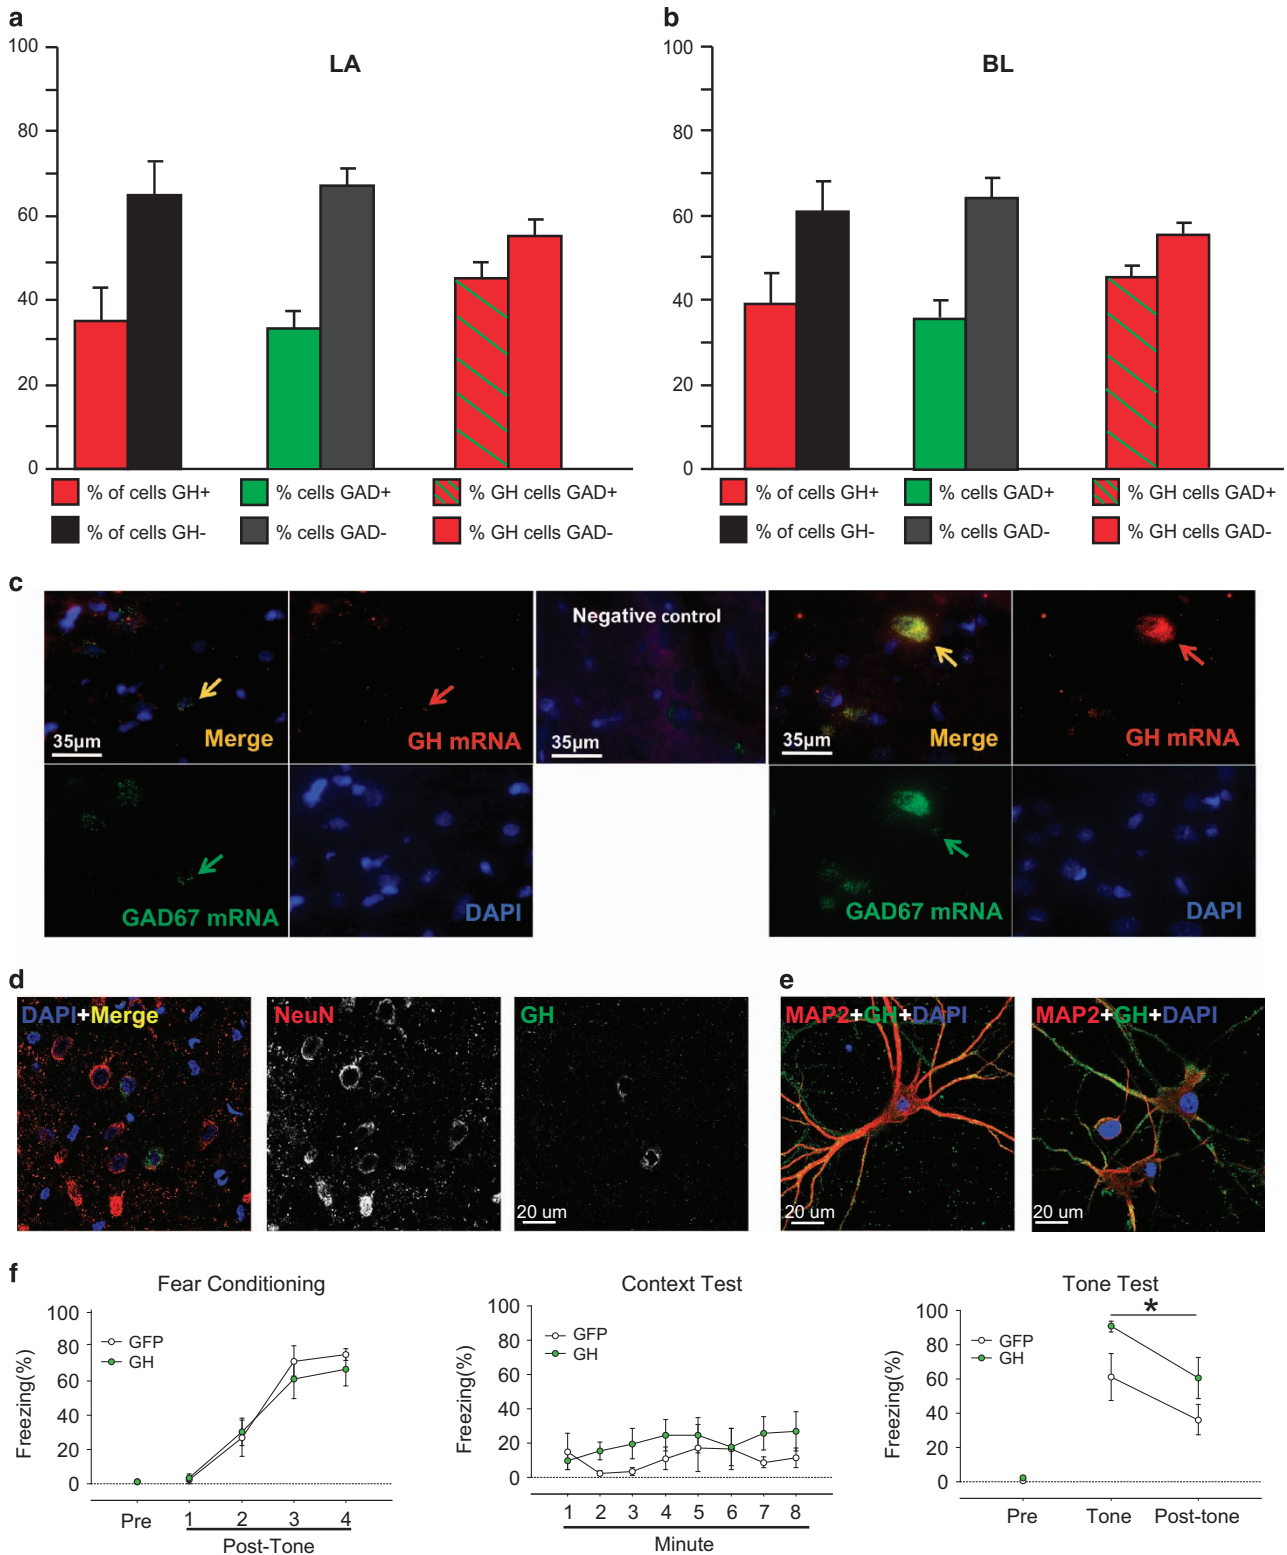 a
LA
100
80
60
40
20
0
% of cells GH+
% cells GAD+
% GH cells GAD+
% of cells GH-
% cells GAD-
% GH cells GAD-
b
BL
100
80
60
40
20
0
% of cells GH+
% cells GAD+
% GH cells GAD+
% of cells GH-
% cells GAD-
% GH cells GAD-
c
35µm
Merge
GH mRNA
GAD67 mRNA
DAPI
Negative control
35µm
35µm
Merge
GH mRNA
GAD67 mRNA
DAPI
d
DAPI+Merge
NeuN
GH
20 um
e
MAP2+GH+DAPI
20 um
MAP2+GH+DAPI
20 um
f
Fear Conditioning
Freezing(%)
100
80
60
40
20
0
GFP
GH
Pre
1
2
3
4
Post-Tone
Context Test
Freezing(%)
100
80
60
40
20
0
GFP
GH
1
2
3
4
5
6
7
8
Minute
Tone Test
*
Freezing(%)
100
80
60
40
20
0
GFP
GH
Pre
Tone
Post-tone